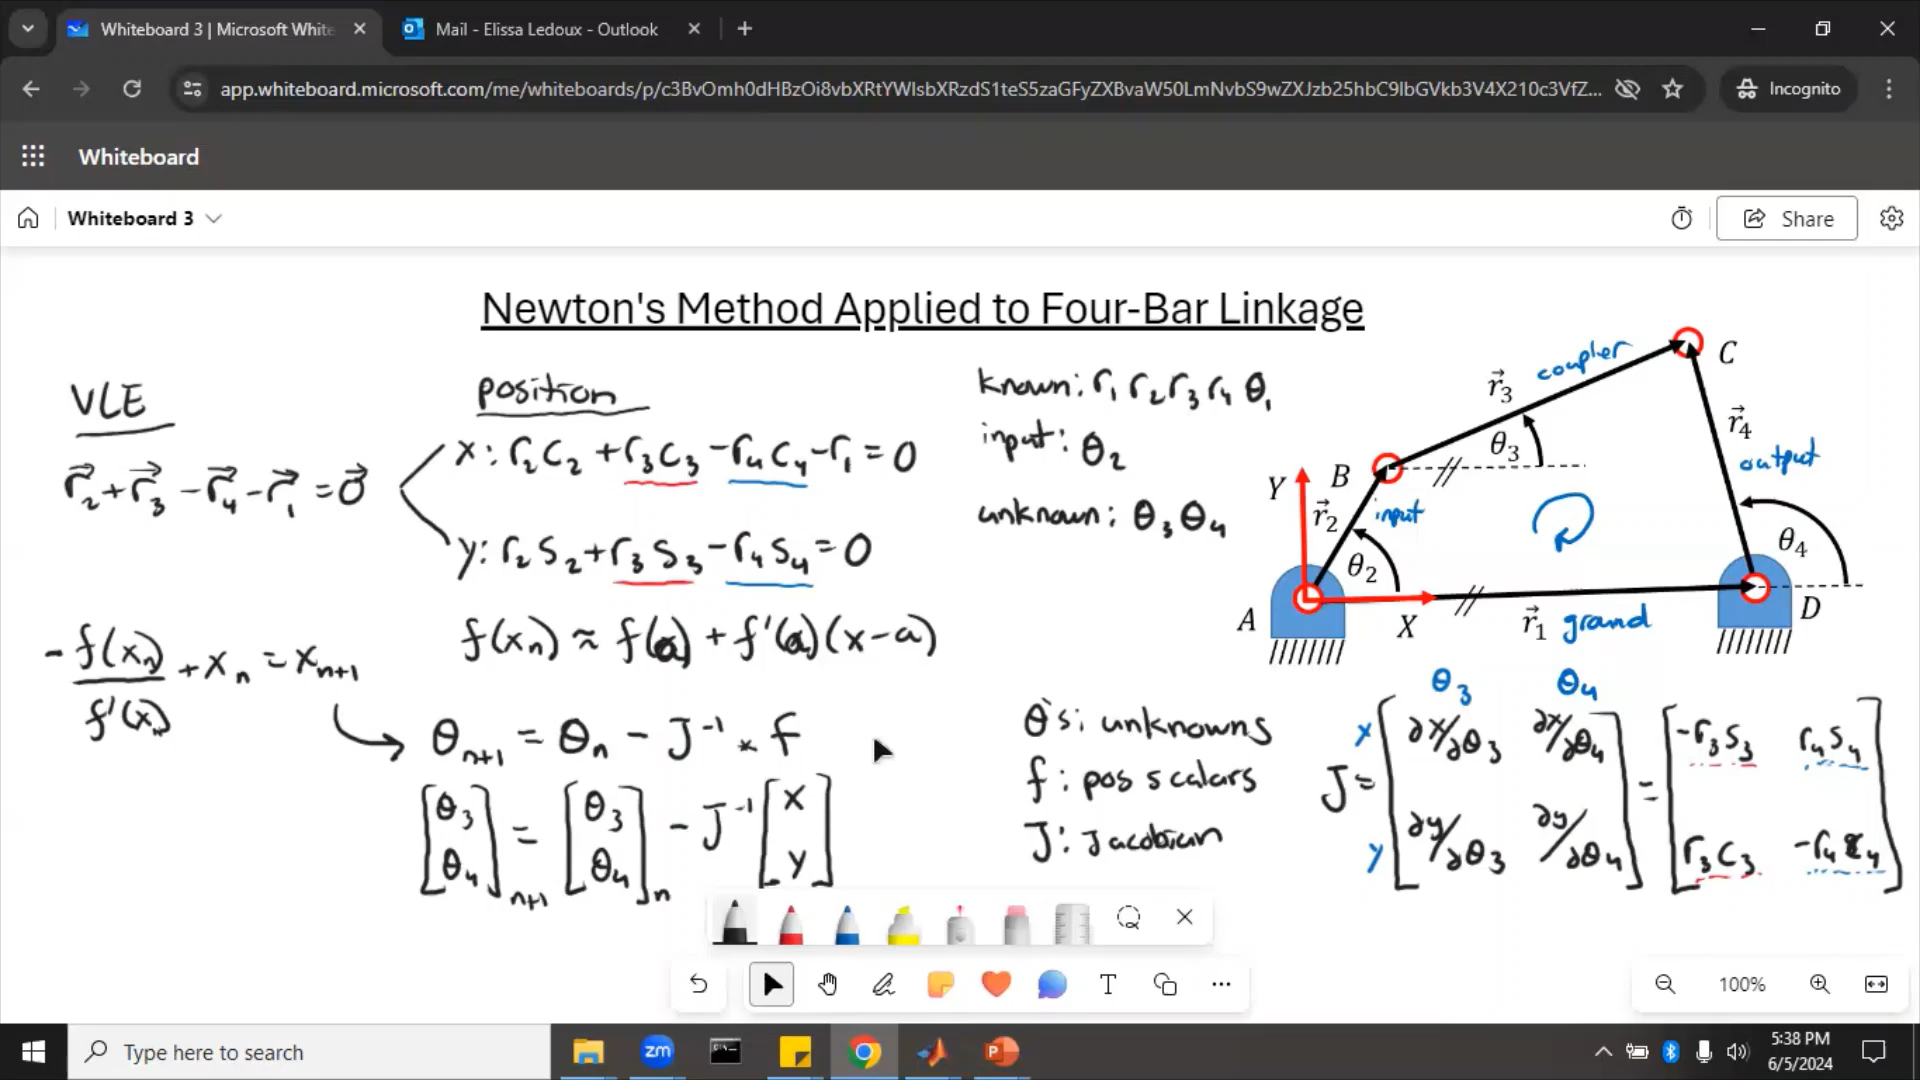 Whiteboard 3 | Microsoft White
Mail - Elissa Ledoux - Outlook
app.whiteboard.microsoft.com/me/whiteboards/p/c3BvOmh0dHBzOi8vbXRtYWlsbXRzdS1teS5zaGFyZXBvaW50LmNvbS9wZXJzb25hbC9lbGVkb3V4X210c3VfZ...
Incognito
Whiteboard
Whiteboard 3
Share
Newton's Method Applied to Four-Bar Linkage
VLE
r⃗₂ + r⃗₃ - r⃗₄ - r⃗₁ = 0⃗
position
x: r₂c₂ + r₃c₃ - r₄c₄ - r₁ = 0
y: r₂s₂ + r₃s₃ - r₄s₄ = 0
known: r₁ r₂ r₃ r₄ θ₁
input: θ₂
unknown: θ₃ θ₄
coupler
C
r⃗₃
θ₃
r⃗₄
output
B
Y
r⃗₂
input
θ₂
θ₄
A
X
r⃗₁
ground
D
-f(xₙ)/f'(xₙ) + xₙ = xₙ₊₁
f(xₙ) ≈ f(a) + f'(a)(x-a)
θₙ₊₁ = θₙ - J⁻¹ * f
[θ₃ θ₄]ₙ₊₁ = [θ₃ θ₄]ₙ - J⁻¹ [x y]
θ's: unknowns
f: pos scalars
J: Jacobian
θ₃ θ₄
x
y
J = [∂x/∂θ₃ ∂x/∂θ₄ ∂y/∂θ₃ ∂y/∂θ₄] = [-r₃s₃ r₄s₄ r₃c₃ -r₄c₄]
T
100%
Type here to search
zm
5:38 PM
6/5/2024